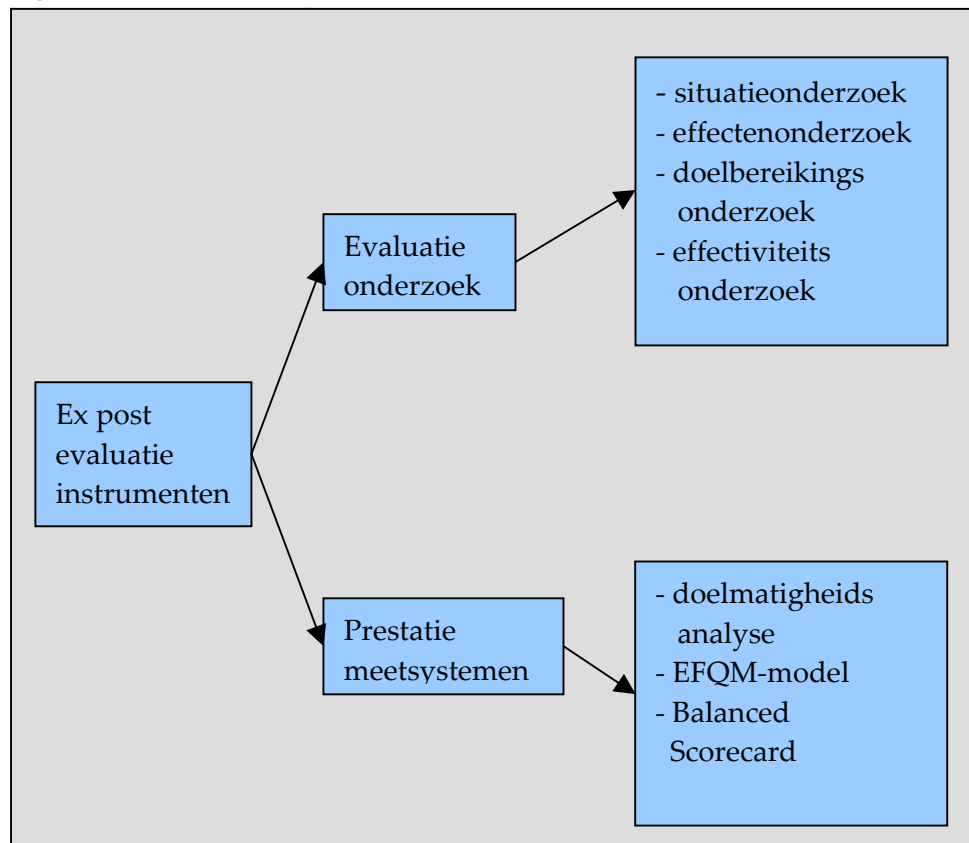 Ex post
evaluatie
instrumenten
Evaluatie
onderzoek
- situatieonderzoek
- effectenonderzoek
- doelbereikings
onderzoek
- effectiviteits
onderzoek
Prestatie
meetsystemen
- doelmatigheids
analyse
- EFQM-model
- Balanced
Scorecard